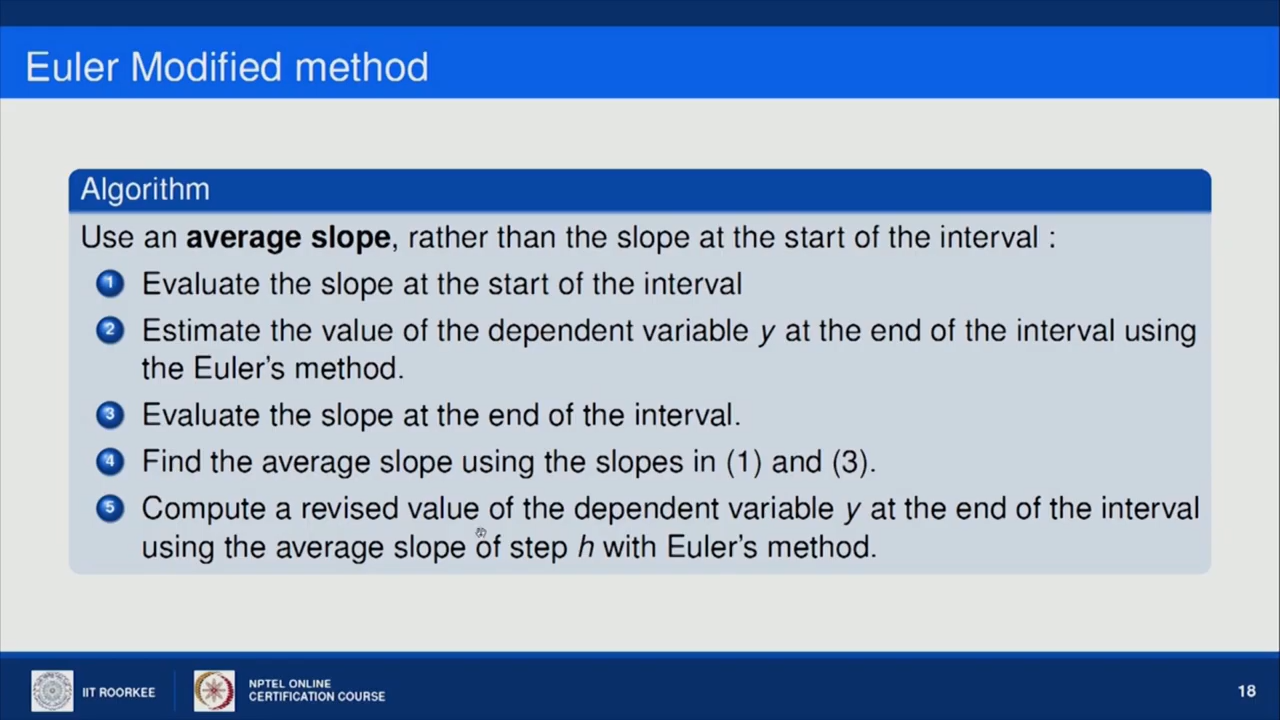 Euler Modified method
Algorithm
Use an average slope, rather than the slope at the start of the interval :
1 Evaluate the slope at the start of the interval
2 Estimate the value of the dependent variable y at the end of the interval using
the Euler's method.
3 Evaluate the slope at the end of the interval.
4 Find the average slope using the slopes in (1) and (3).
5 Compute a revised value of the dependent variable y at the end of the interval
using the average slope of step h with Euler's method.
IIT ROORKEE
NPTEL ONLINE
CERTIFICATION COURSE
18